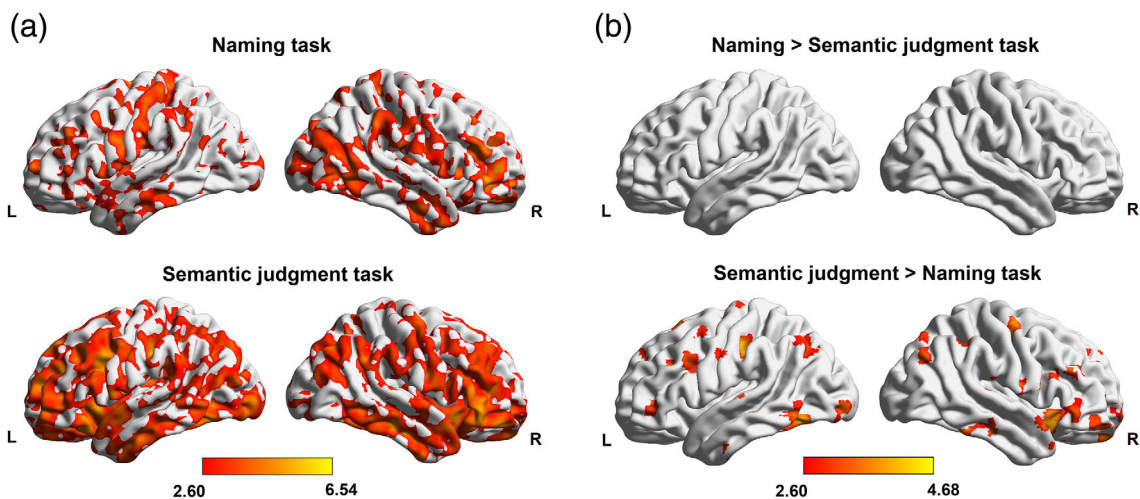 (a)
Naming task
L
R
Semantic judgment task
L
R
2.60
6.54
(b)
Naming > Semantic judgment task
L
R
Semantic judgment > Naming task
L
R
2.60
4.68